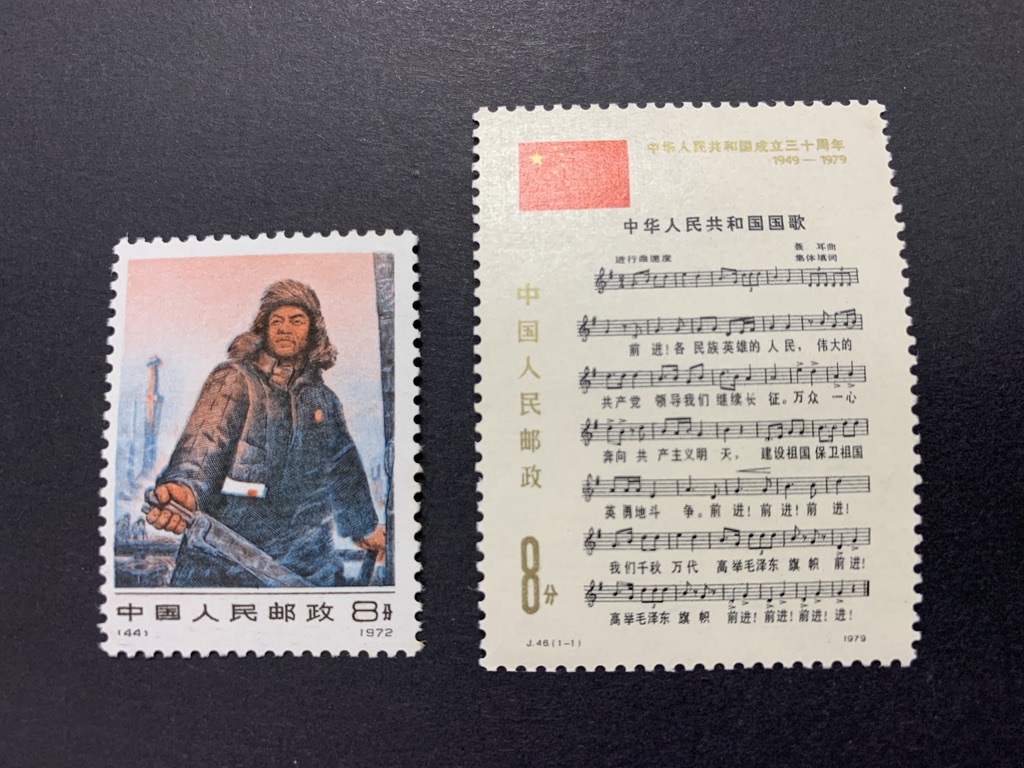 中国人民邮政 8分
(44) 1972
中华人民共和国成立三十周年
1949—1979
中华人民共和国国歌
聂 耳曲
进行曲速度 集体填词
中国人民邮政
8分
前 进!各 民族英雄的 人 民, 伟大的
共产党 领导我们 继续长 征。万众 一心
奔向 共 产主义明 天, 建设祖国 保卫祖国
英 勇地斗 争。前 进! 前 进! 前 进!
我们千秋 万代 高 举毛泽东 旗 帜 前进!
高举毛泽东 旗 帜 前进! 前进! 前进! 进!
J.46.(1-1) 1979